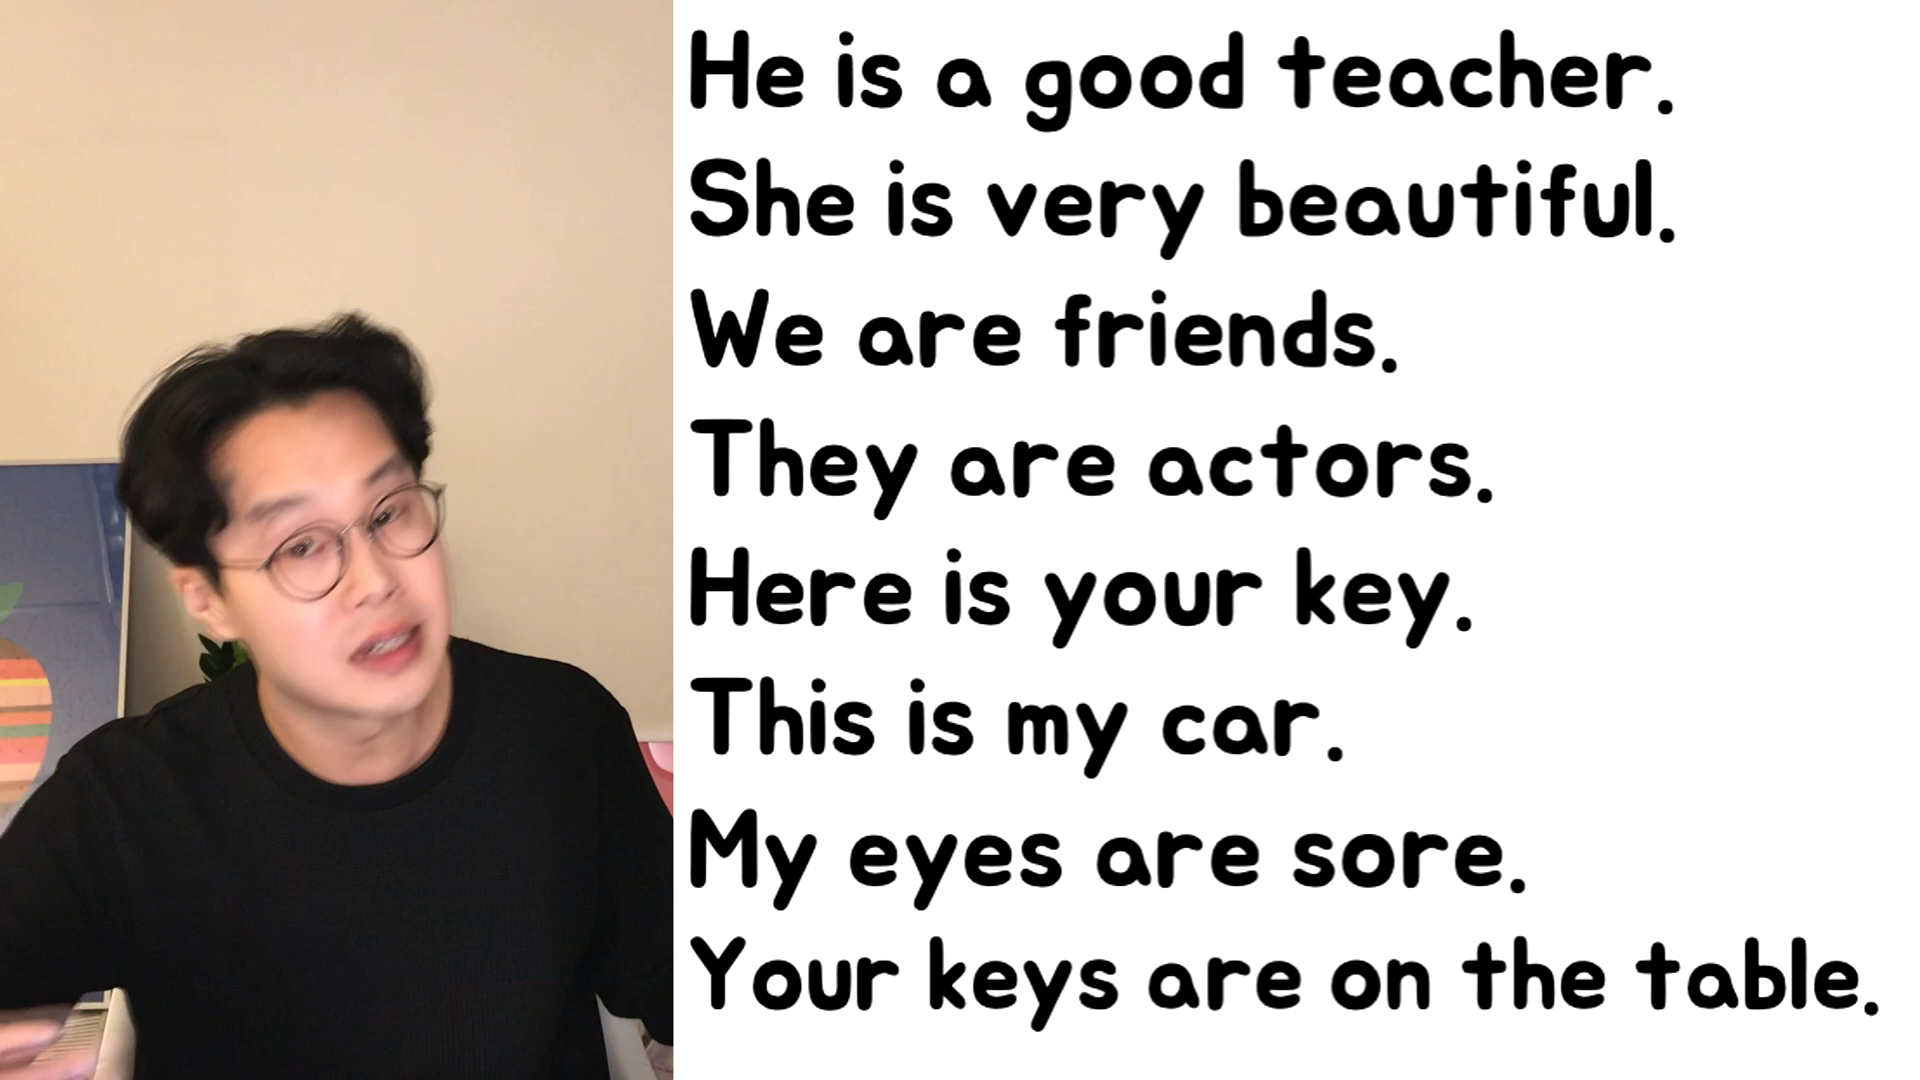 He is a good teacher.
She is very beautiful.
We are friends.
They are actors.
Here is your key.
This is my car.
My eyes are sore.
Your keys are on the table.